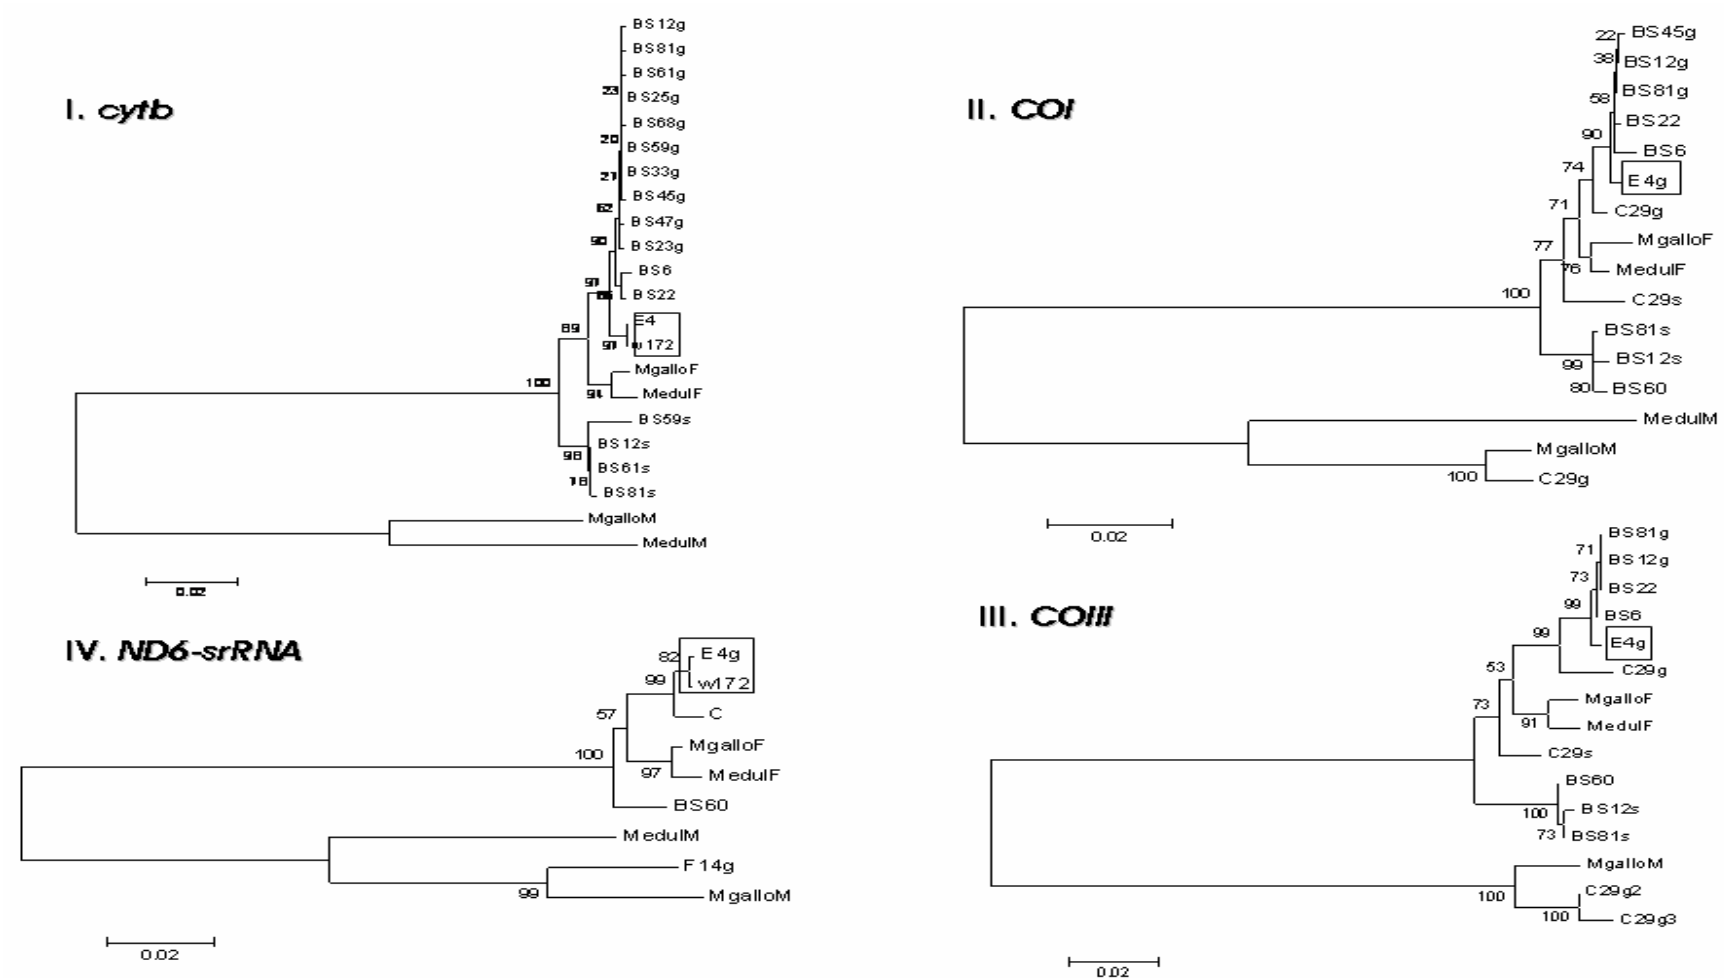 I. cytb
BS12g
BS81g
BS61g
23
BS25g
BS68g
20
BS59g
21
BS33g
BS45g
62
BS47g
90
BS23g
BS6
97
BS22
E4
89
91
w172
MgalloF
100
94
MedulF
BS59s
BS12s
98
BS61s
18
BS81s
MgalloM
MedulM
0.02
II. COI
22
BS45g
38
BS12g
58
BS81g
BS22
90
BS6
74
E4g
71
C29g
77
MgalloF
76
MedulF
100
C29s
BS81s
99
BS12s
80
BS60
MedulM
MgalloM
100
C29g
0.02
III. COIII
BS81g
71
BS12g
73
BS22
99
BS6
99
E4g
53
C29g
73
MgalloF
91
MedulF
C29s
BS60
100
BS12s
73
BS81s
MgalloM
100
C29g2
100
C29g3
0.02
IV. ND6-srRNA
82
E4g
99
w172
57
C
100
MgalloF
97
MedulF
BS60
MedulM
F14g
99
MgalloM
0.02